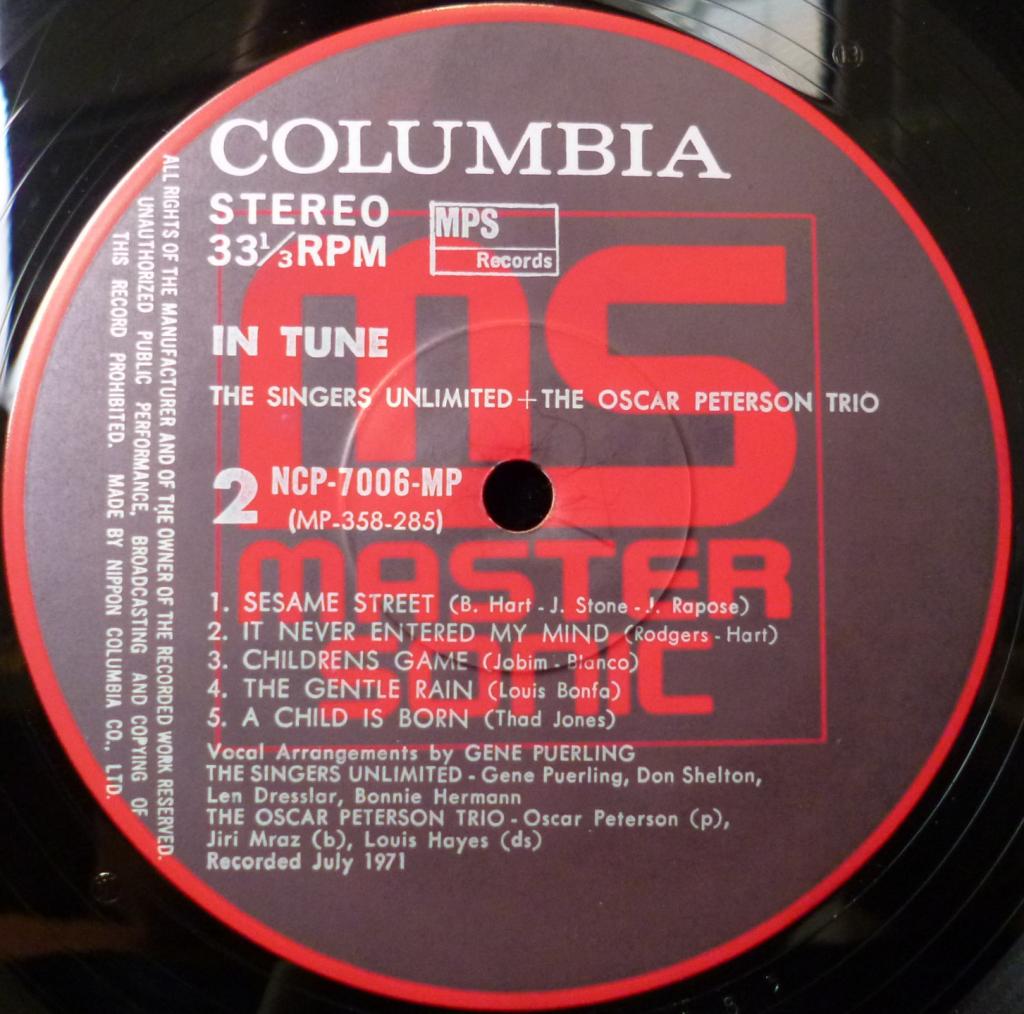 COLUMBIA
STEREO
33 1/3 RPM
MPS
Records
IN TUNE
THE SINGERS UNLIMITED + THE OSCAR PETERSON TRIO
2 NCP-7006-MP
(MP-358-285)
MS
MASTER
SONIC
1. SESAME STREET (B. Hart - J. Stone - J. Rapose)
2. IT NEVER ENTERED MY MIND (Rodgers - Hart)
3. CHILDRENS GAME (Jobim - Blanco)
4. THE GENTLE RAIN (Louis Bonfa)
5. A CHILD IS BORN (Thad Jones)
Vocal Arrangements by GENE PUERLING
THE SINGERS UNLIMITED - Gene Puerling, Don Shelton,
Len Dresslar, Bonnie Hermann
THE OSCAR PETERSON TRIO - Oscar Peterson (p),
Jiri Mraz (b), Louis Hayes (ds)
Recorded July 1971
ALL RIGHTS OF THE MANUFACTURER AND OF THE OWNER OF THE RECORDED WORK RESERVED.
UNAUTHORIZED PUBLIC PERFORMANCE, BROADCASTING AND COPYING OF
THIS RECORD PROHIBITED. MADE BY NIPPON COLUMBIA CO., LTD.